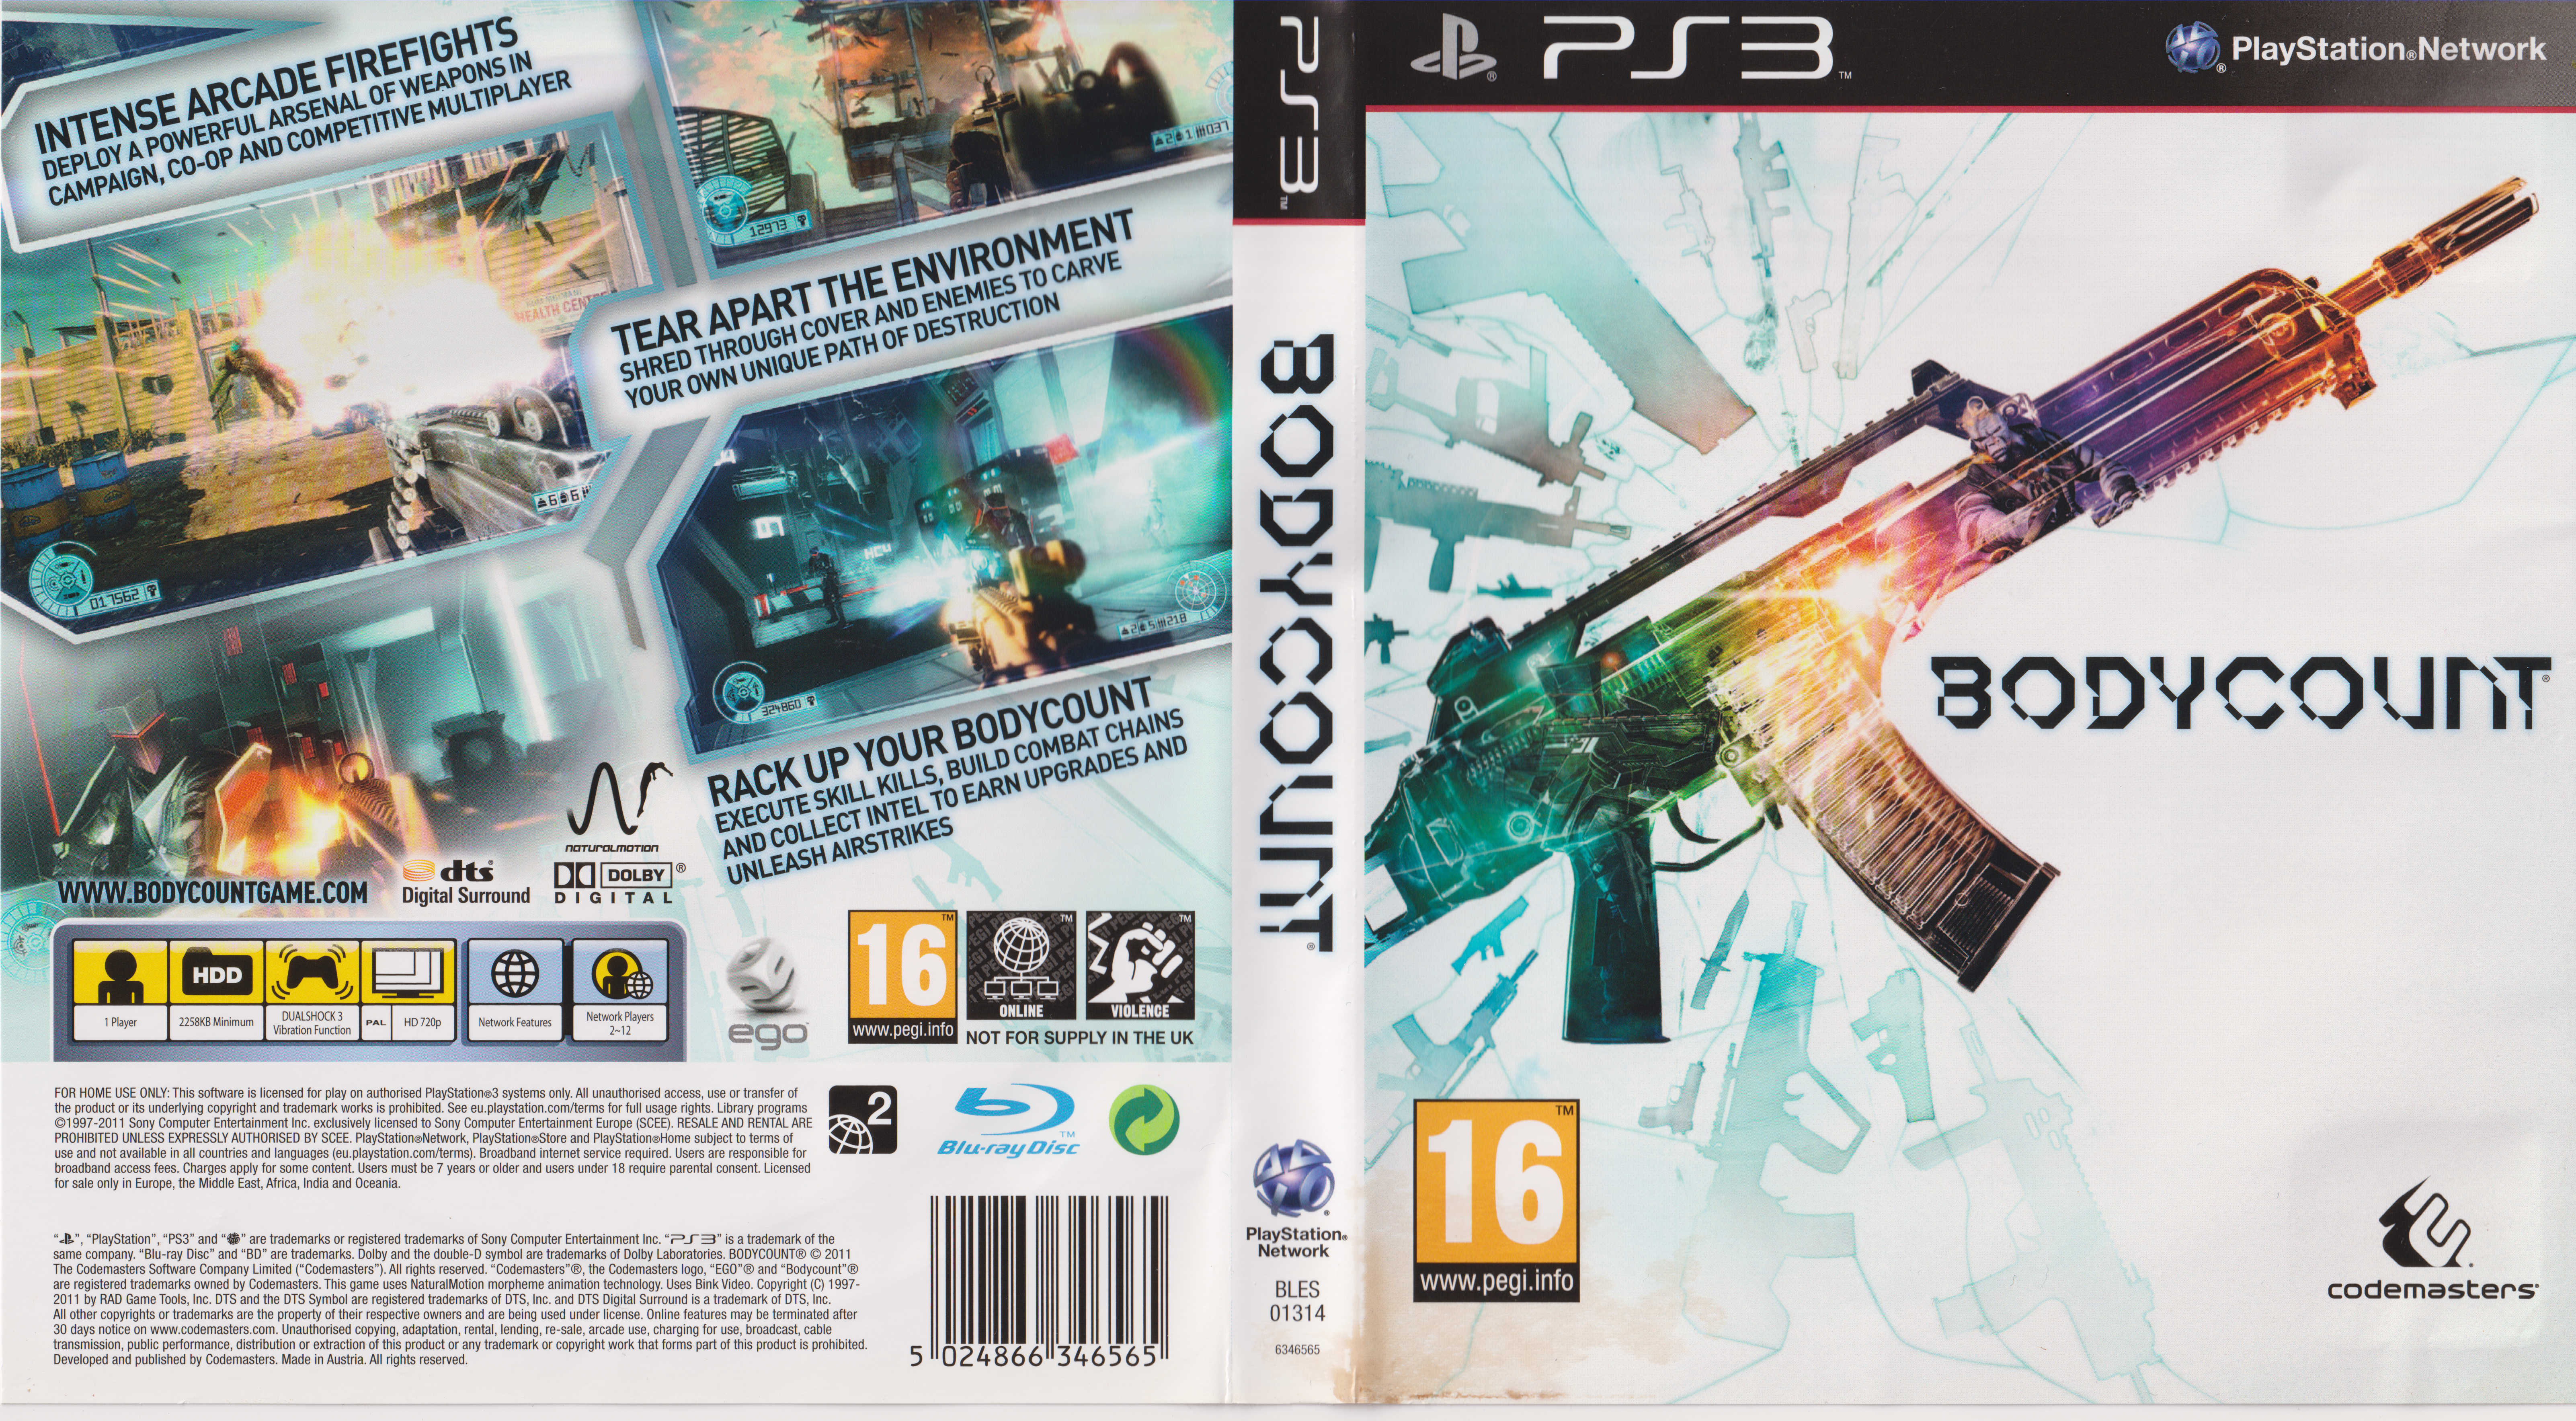 INTENSE ARCADE FIREFIGHTS
DEPLOY A POWERFUL ARSENAL OF WEAPONS IN
CAMPAIGN, CO-OP AND COMPETITIVE MULTIPLAYER
HEALTH CENTRE
6 6
017562
2 1 037
12973
TEAR APART THE ENVIRONMENT
SHRED THROUGH COVER AND ENEMIES TO CARVE
YOUR OWN UNIQUE PATH OF DESTRUCTION
2 5 218
324860
RACK UP YOUR BODYCOUNT
EXECUTE SKILL KILLS, BUILD COMBAT CHAINS
AND COLLECT INTEL TO EARN UPGRADES AND
UNLEASH AIRSTRIKES
naturalmotion
WWW.BODYCOUNTGAME.COM
dts®
Digital Surround
DOLBY®
DIGITAL
HDD
1 Player
2258KB Minimum
DUALSHOCK 3
Vibration Function
PAL
HD 720p
Network Features
Network Players
2~12
ego
16™
www.pegi.info
ONLINE
VIOLENCE
NOT FOR SUPPLY IN THE UK
FOR HOME USE ONLY: This software is licensed for play on authorised PlayStation®3 systems only. All unauthorised access, use or transfer of
the product or its underlying copyright and trademark works is prohibited. See eu.playstation.com/terms for full usage rights. Library programs
©1997-2011 Sony Computer Entertainment Inc. exclusively licensed to Sony Computer Entertainment Europe (SCEE). RESALE AND RENTAL ARE
PROHIBITED UNLESS EXPRESSLY AUTHORISED BY SCEE. PlayStation®Network, PlayStation®Store and PlayStation®Home subject to terms of
use and not available in all countries and languages (eu.playstation.com/terms). Broadband internet service required. Users are responsible for
broadband access fees. Charges apply for some content. Users must be 7 years or older and users under 18 require parental consent. Licensed
for sale only in Europe, the Middle East, Africa, India and Oceania.
2
Blu-ray Disc™
"", "PlayStation", "PS3" and "" are trademarks or registered trademarks of Sony Computer Entertainment Inc. "PS3" is a trademark of the
same company. "Blu-ray Disc" and "BD" are trademarks. Dolby and the double-D symbol are trademarks of Dolby Laboratories. BODYCOUNT® © 2011
The Codemasters Software Company Limited ("Codemasters"). All rights reserved. "Codemasters"®, the Codemasters logo, "EGO"® and "Bodycount"®
are registered trademarks owned by Codemasters. This game uses NaturalMotion morpheme animation technology. Uses Bink Video. Copyright (C) 1997-
2011 by RAD Game Tools, Inc. DTS and the DTS Symbol are registered trademarks of DTS, Inc. and DTS Digital Surround is a trademark of DTS, Inc.
All other copyrights or trademarks are the property of their respective owners and are being used under license. Online features may be terminated after
30 days notice on www.codemasters.com. Unauthorised copying, adaptation, rental, lending, re-sale, arcade use, charging for use, broadcast, cable
transmission, public performance, distribution or extraction of this product or any trademark or copyright work that forms part of this product is prohibited.
Developed and published by Codemasters. Made in Austria. All rights reserved.
5 024866 346565
PS3™
BODYCOUNT®
PlayStation®
Network
BLES
01314
6346565
PS3™
PlayStation®Network
BODYCOUNT®
16™
www.pegi.info
codemasters®